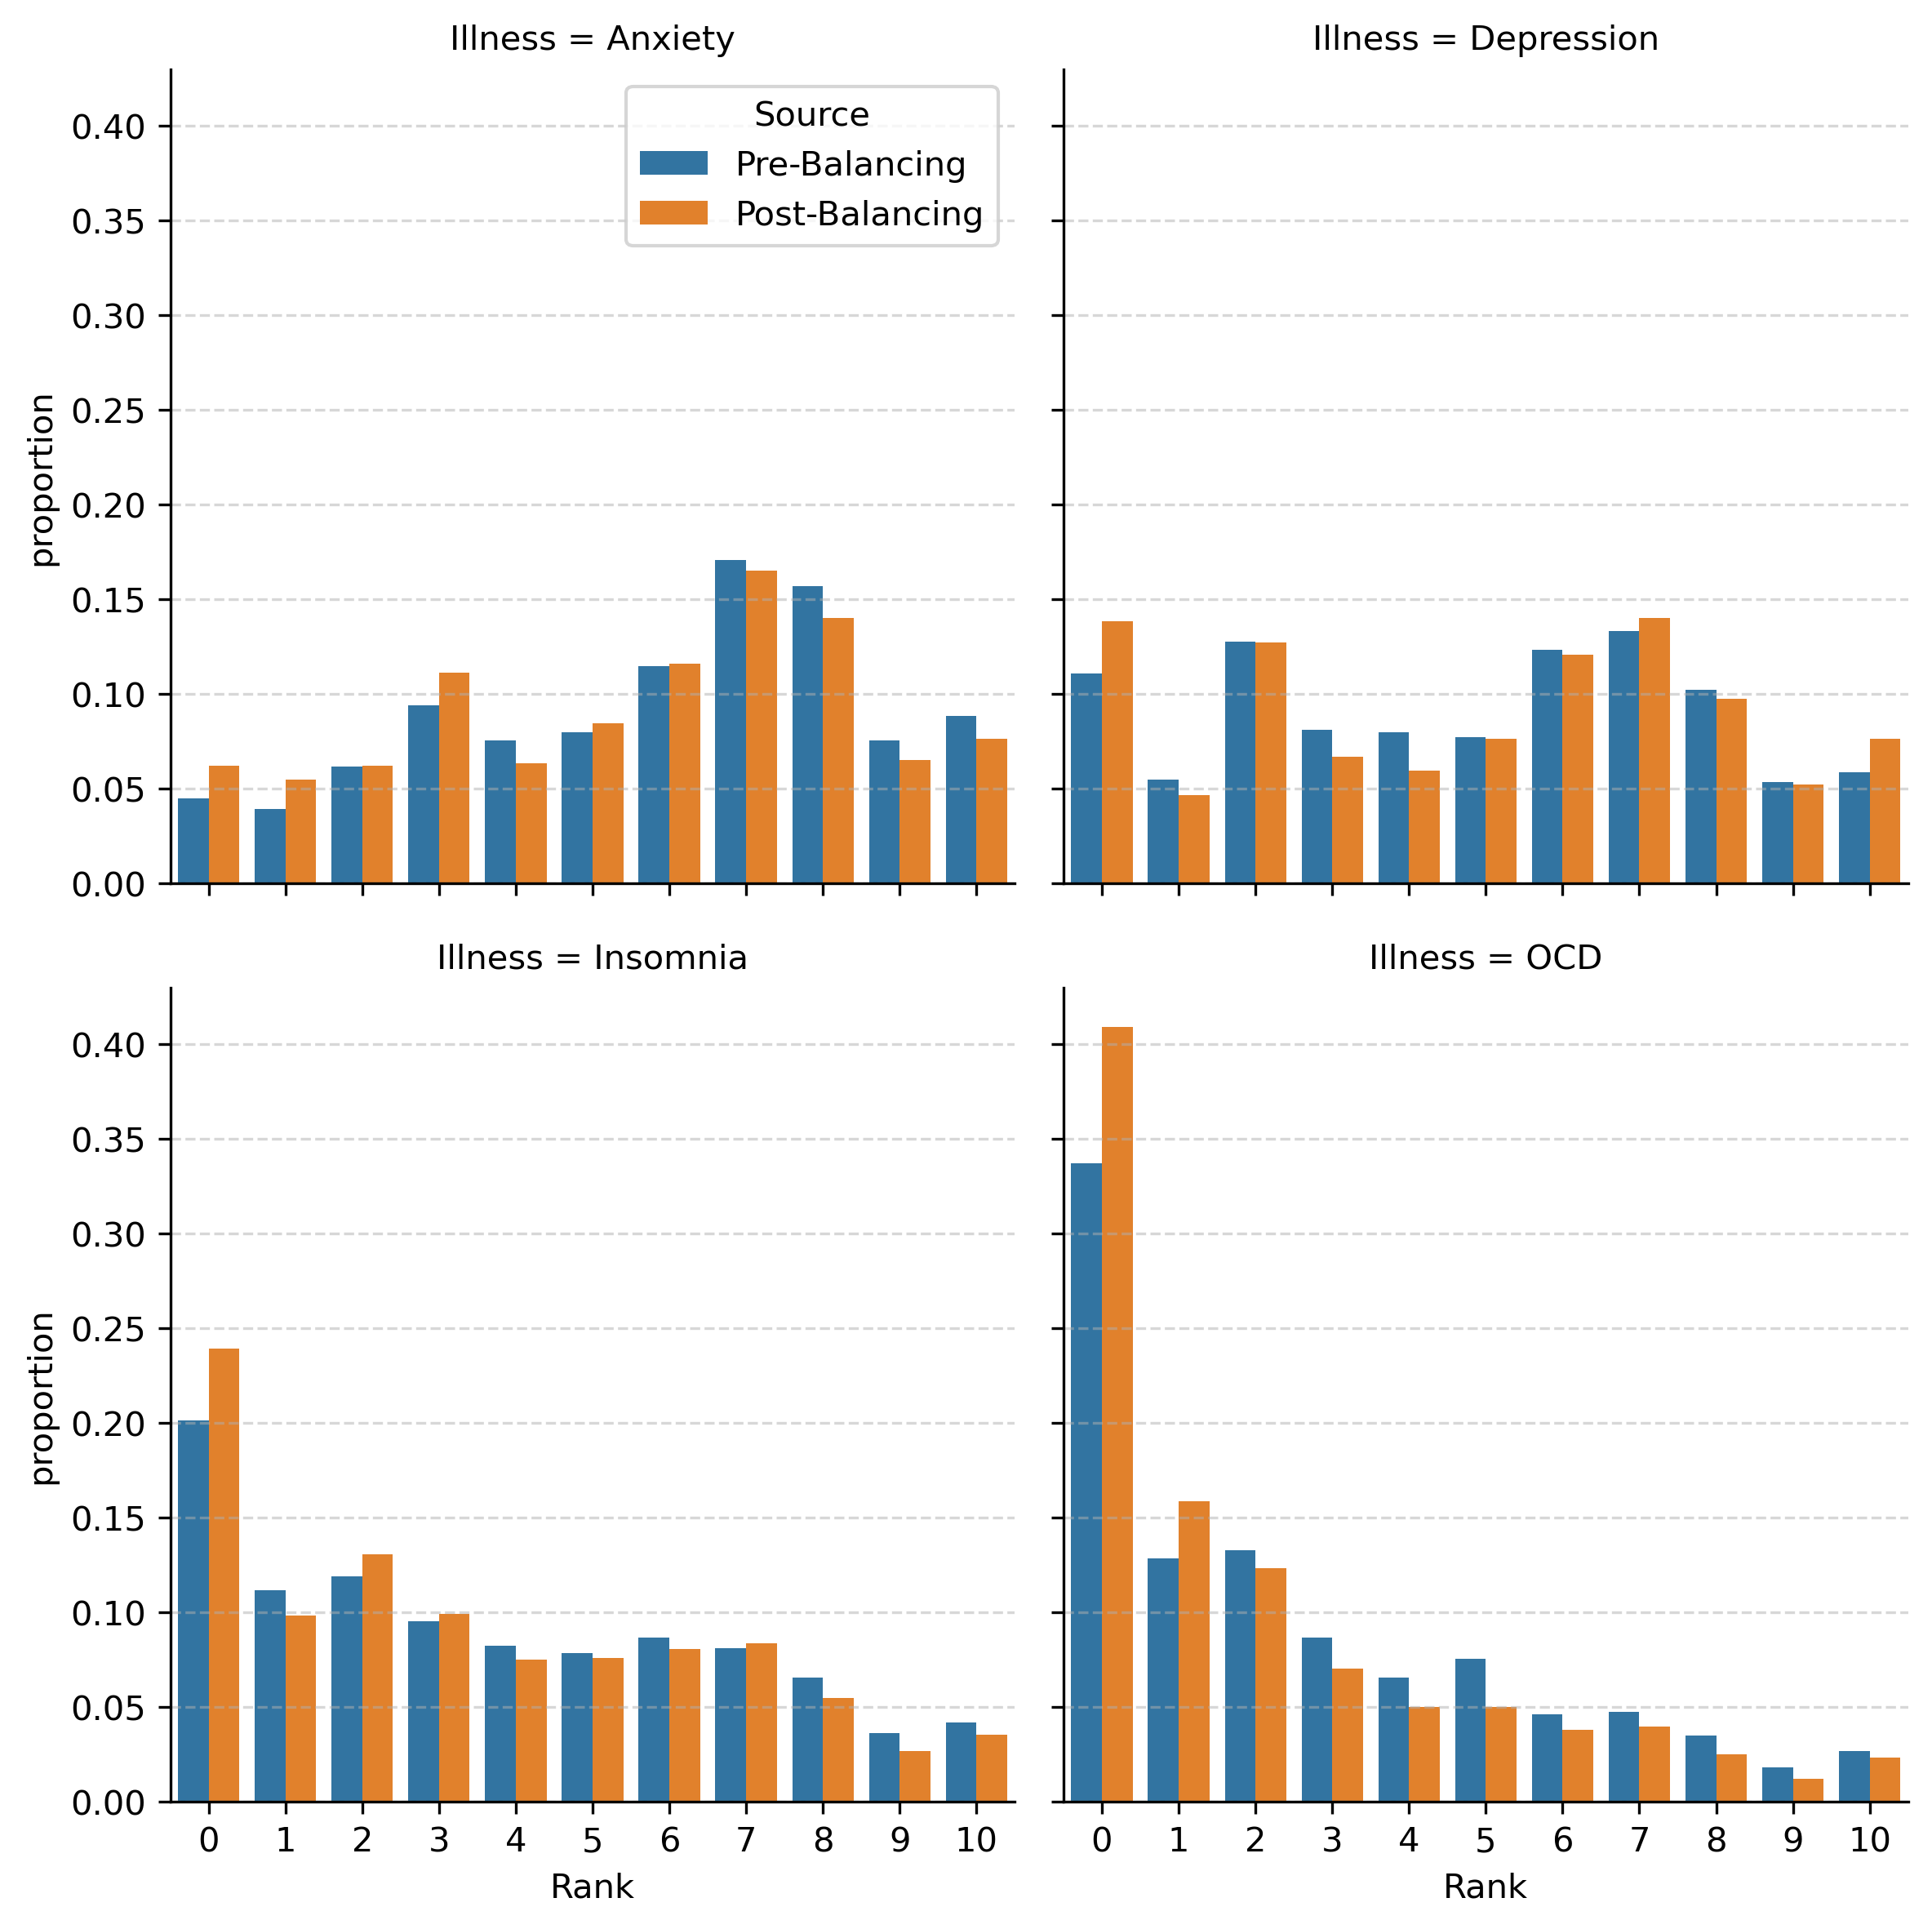 Illness = Anxiety
Illness = Depression
Source
Pre-Balancing
Post-Balancing
proportion
0.40
0.35
0.30
0.25
0.20
0.15
0.10
0.05
0.00
Illness = Insomnia
Illness = OCD
proportion
0.40
0.35
0.30
0.25
0.20
0.15
0.10
0.05
0.00
0 1 2 3 4 5 6 7 8 9 10
Rank
0 1 2 3 4 5 6 7 8 9 10
Rank